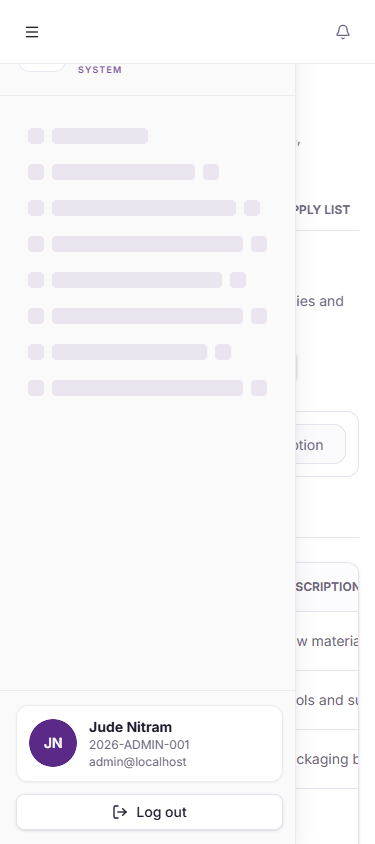 SYSTEM
,
PPLY LIST
ies and
ption
SCRIPTION
w materia
ols and su
ckaging b
JN
Jude Nitram
2026-ADMIN-001
admin@localhost
Log out